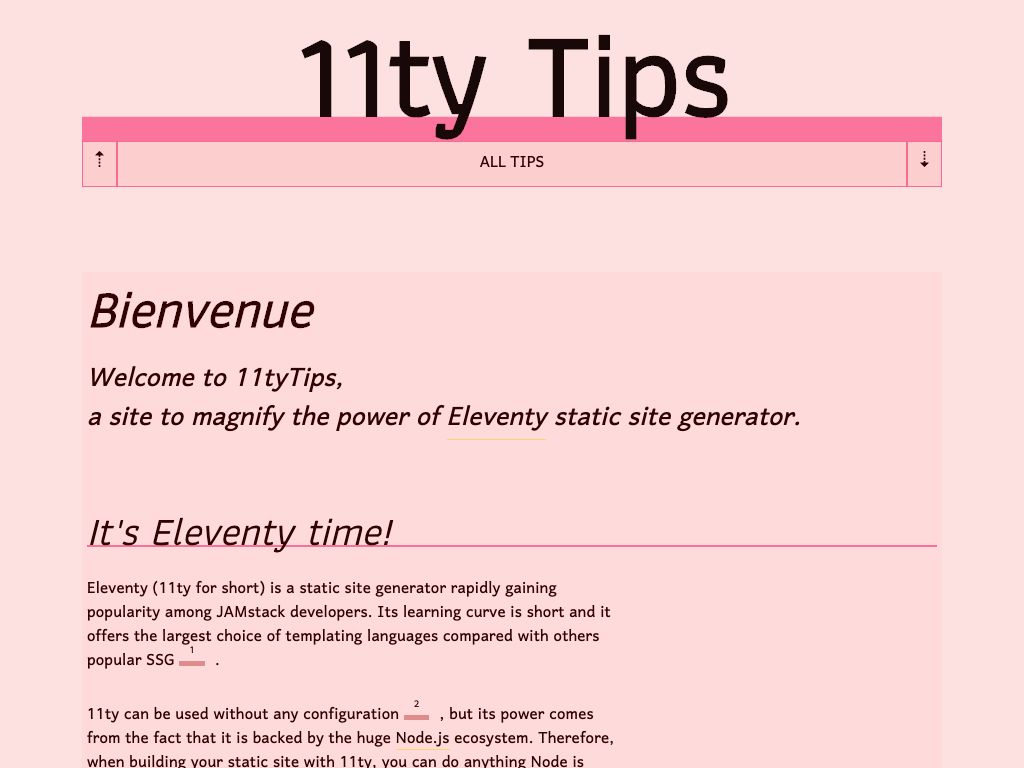 11ty Tips
⇡
ALL TIPS
⇣
Bienvenue
Welcome to 11tyTips,
a site to magnify the power of Eleventy static site generator.
It's Eleventy time!
Eleventy (11ty for short) is a static site generator rapidly gaining
popularity among JAMstack developers. Its learning curve is short and it
offers the largest choice of templating languages compared with others
popular SSG 1 .
11ty can be used without any configuration 2 , but its power comes
from the fact that it is backed by the huge Node.js ecosystem. Therefore,
when building your static site with 11ty, you can do anything Node is